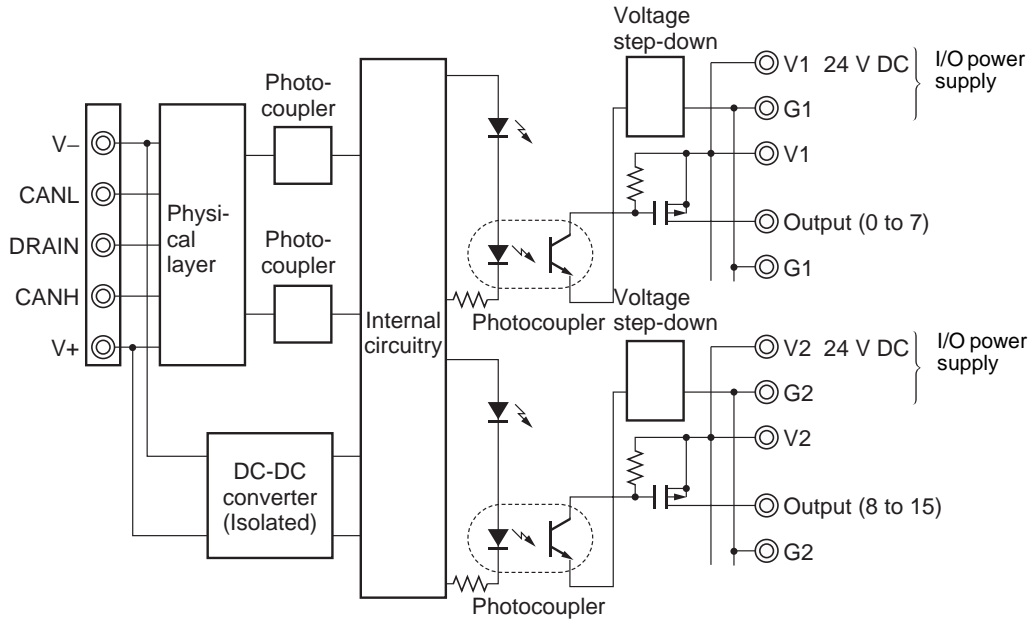 Voltage
step-down
V1 24 V DC
I/O power
supply
G1
V1
Output (0 to 7)
G1
Photo-
coupler
V–
CANL
DRAIN
CANH
V+
Physi-
cal
layer
Photo-
coupler
Internal
circuitry
Photocoupler
Voltage
step-down
V2 24 V DC
I/O power
supply
G2
V2
Output (8 to 15)
G2
DC-DC
converter
(Isolated)
Photocoupler